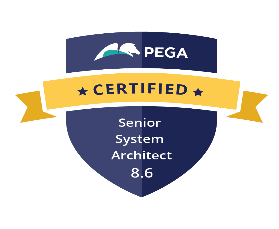 PEGA
★ CERTIFIED ★
Senior
System
Architect
8.6